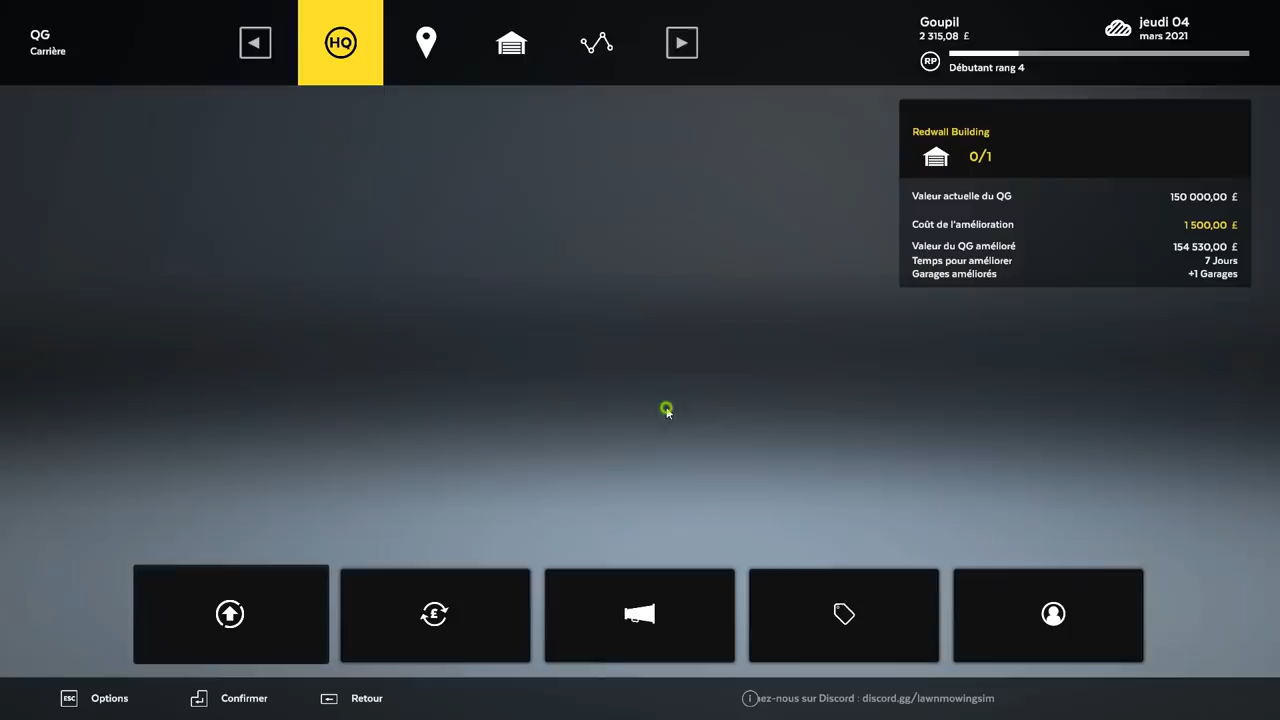 QG
Carrière
HQ
Goupil
2 315,08 £
jeudi 04
mars 2021
RP
Débutant rang 4
Redwall Building
0/1
Valeur actuelle du QG 150 000,00 £
Coût de l'amélioration 1 500,00 £
Valeur du QG amélioré 154 530,00 £
Temps pour améliorer 7 Jours
Garages améliorés +1 Garages
£
ESC Options Confirmer Retour
nez-nous sur Discord : discord.gg/lawnmowingsim